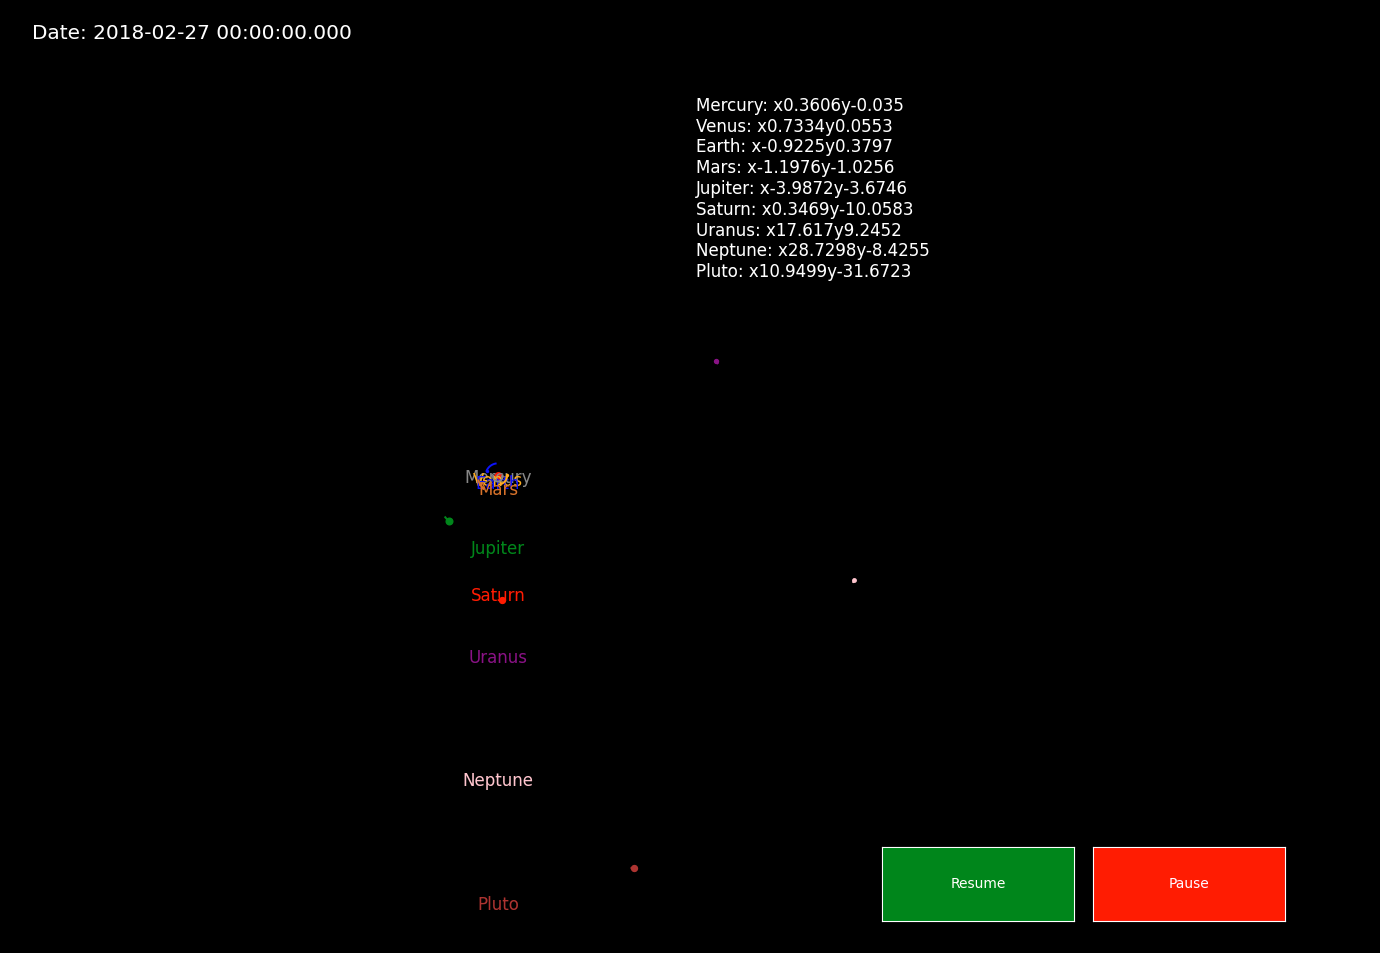 Date: 2018-02-27 00:00:00.000
Mercury: x0.3606y-0.035
Venus: x0.7334y0.0553
Earth: x-0.9225y0.3797
Mars: x-1.1976y-1.0256
Jupiter: x-3.9872y-3.6746
Saturn: x0.3469y-10.0583
Uranus: x17.617y9.2452
Neptune: x28.7298y-8.4255
Pluto: x10.9499y-31.6723
Mercury
Venus
Mars
Jupiter
Saturn
Uranus
Neptune
Pluto
Resume
Pause